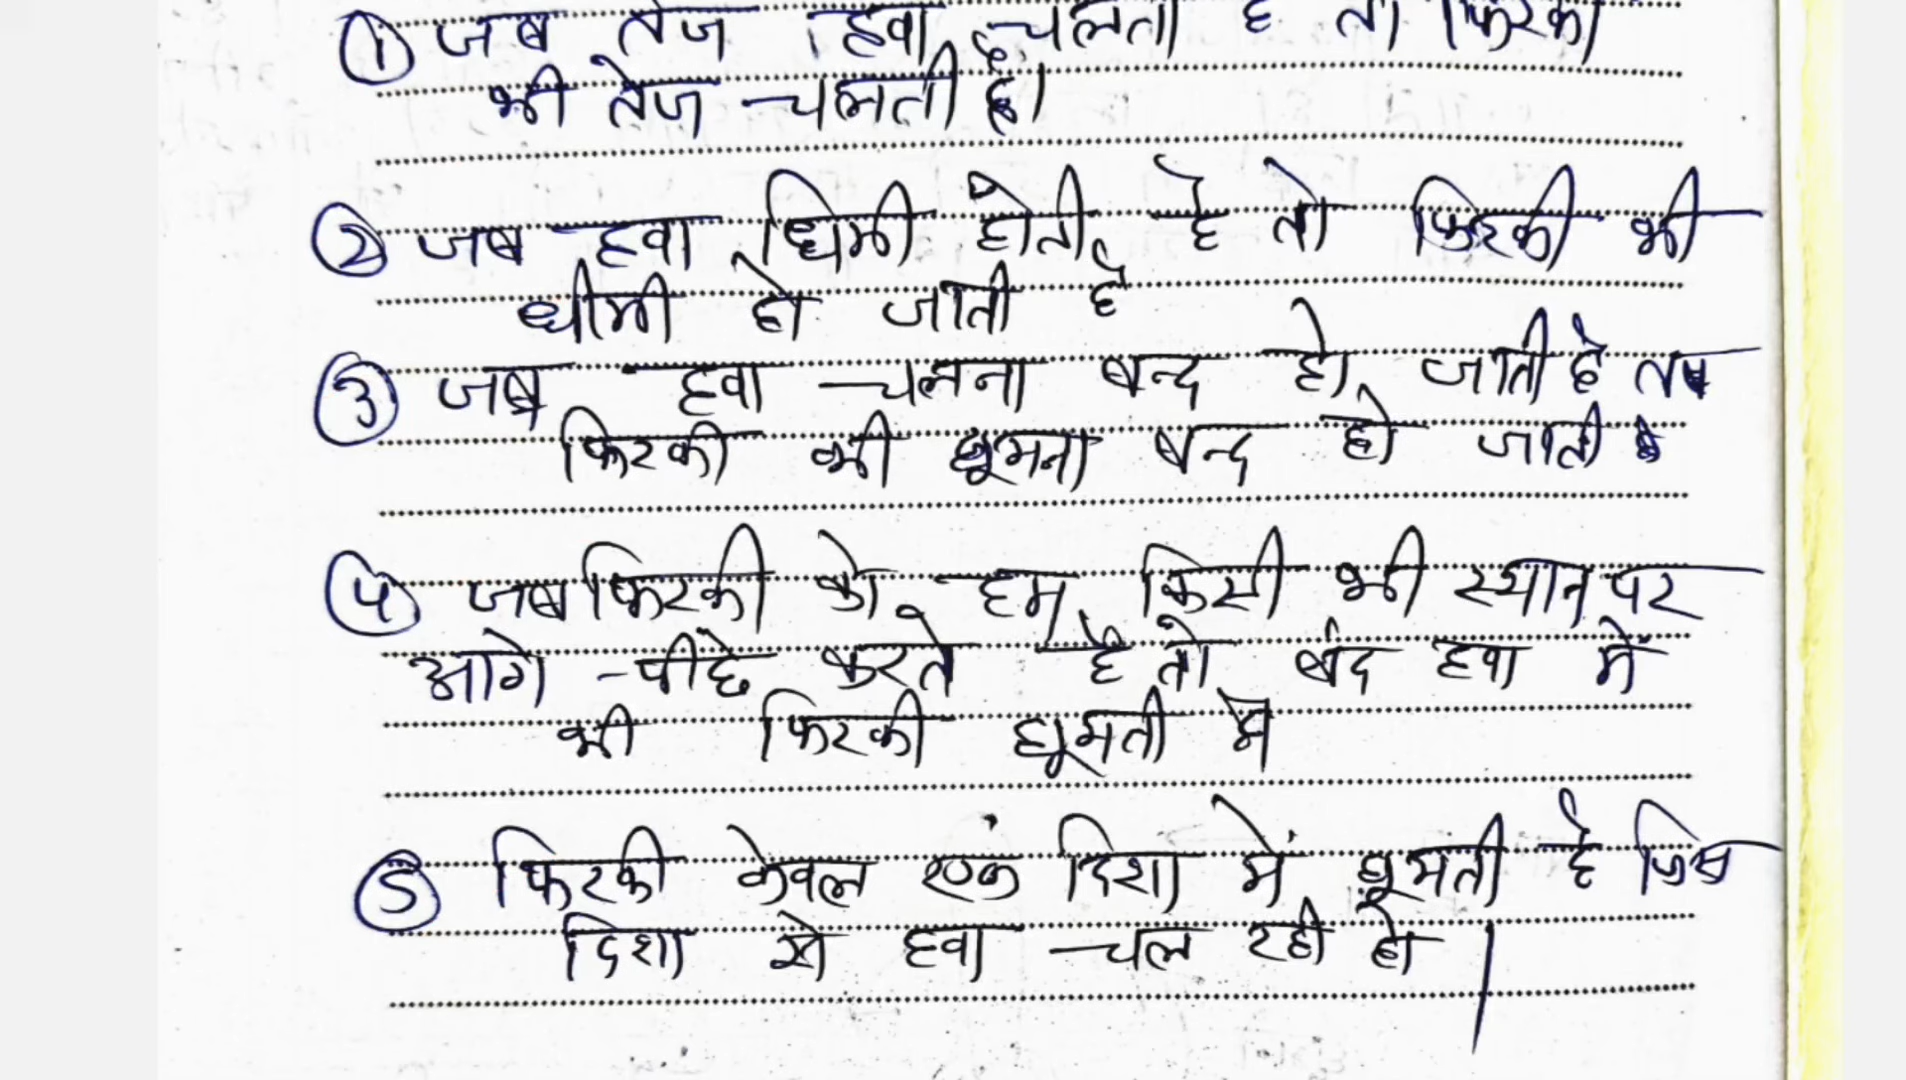 ① जब तेज हवा चलती है तो फिरकी
भी तेज चलती है।
② जब हवा धिमी होती है तो फिरकी भी
धीमी हो जाती है
③ जब हवा चलना बन्द हो जाती है तब
फिरकी भी घूमना बन्द हो जाती है
④ जब फिरकी को हम किसी भी स्थान पर
आगे -पीछे करते है तो बंद हवा में
भी फिरकी घूमती में
⑤ फिरकी केवल एक दिशा में घूमती है जिस
दिशा से हवा चल रही हो।